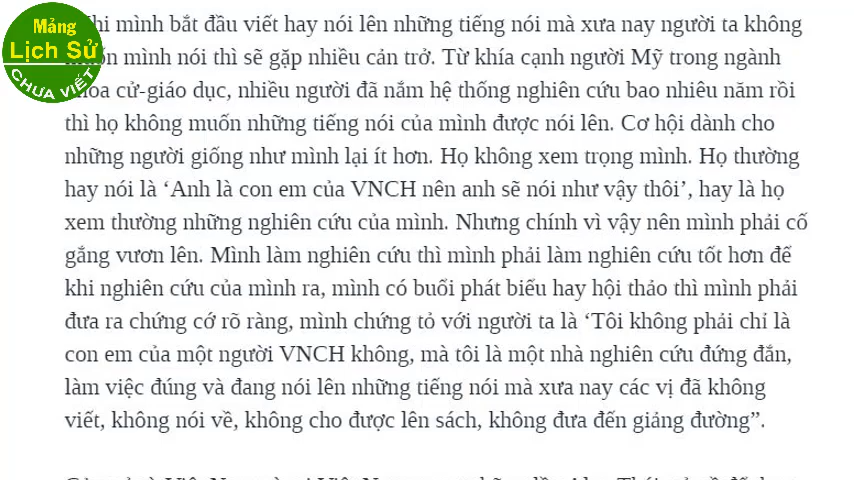 Mảng
Lịch Sử
CHƯA VIẾT
mình bắt đầu viết hay nói lên những tiếng nói mà xưa nay người ta không
mình nói thì sẽ gặp nhiều cản trở. Từ khía cạnh người Mỹ trong ngành
cử-giáo dục, nhiều người đã nắm hệ thống nghiên cứu bao nhiêu năm rồi
thì họ không muốn những tiếng nói của mình được nói lên. Cơ hội dành cho
những người giống như mình lại ít hơn. Họ không xem trọng mình. Họ thường
hay nói là ‘Anh là con em của VNCH nên anh sẽ nói như vậy thôi’, hay là họ
xem thường những nghiên cứu của mình. Nhưng chính vì vậy nên mình phải cố
gắng vươn lên. Mình làm nghiên cứu thì mình phải làm nghiên cứu tốt hơn để
khi nghiên cứu của mình ra, mình có buổi phát biểu hay hội thảo thì mình phải
đưa ra chứng cớ rõ ràng, mình chứng tỏ với người ta là ‘Tôi không phải chỉ là
con em của một người VNCH không, mà tôi là một nhà nghiên cứu đứng đắn,
làm việc đúng và đang nói lên những tiếng nói mà xưa nay các vị đã không
viết, không nói về, không cho được lên sách, không đưa đến giảng đường”.